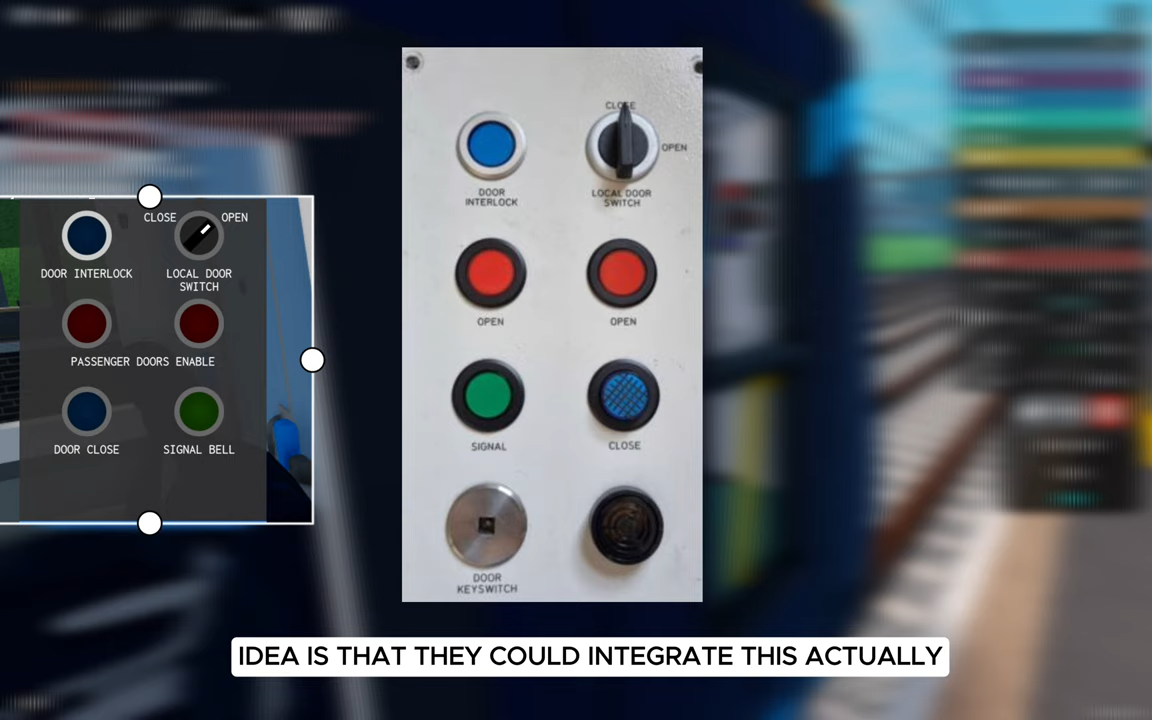 CLOSE OPEN
DOOR INTERLOCK LOCAL DOOR
SWITCH
PASSENGER DOORS ENABLE
DOOR CLOSE SIGNAL BELL
CLOSE
OPEN
DOOR
INTERLOCK
LOCAL DOOR
SWITCH
OPEN OPEN
SIGNAL CLOSE
DOOR
KEYSWITCH
IDEA IS THAT THEY COULD INTEGRATE THIS ACTUALLY